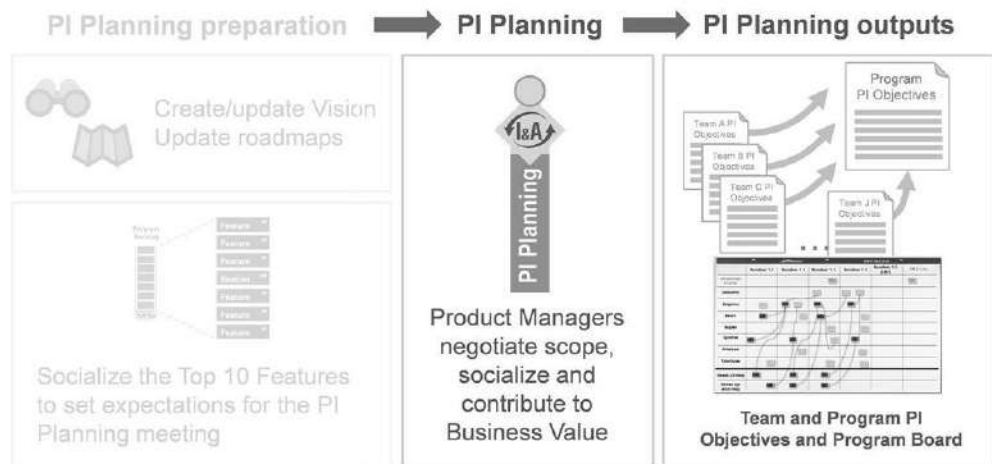 PI Planning preparation
PI Planning
PI Planning outputs
Create/update Vision
Update roadmaps
Feature
Feature
Feature
Feature
Feature
Feature
Socialize the Top 10 Features
to set expectations for the PI
Planning meeting
I&A
PI Planning
Product Managers
negotiate scope,
socialize and
contribute to
Business Value
Program
PI Objectives
Team A PI
Objectives
Team B PI
Objectives
Team C PI
Objectives
Team J PI
Objectives
Team and Program PI
Objectives and Program Board